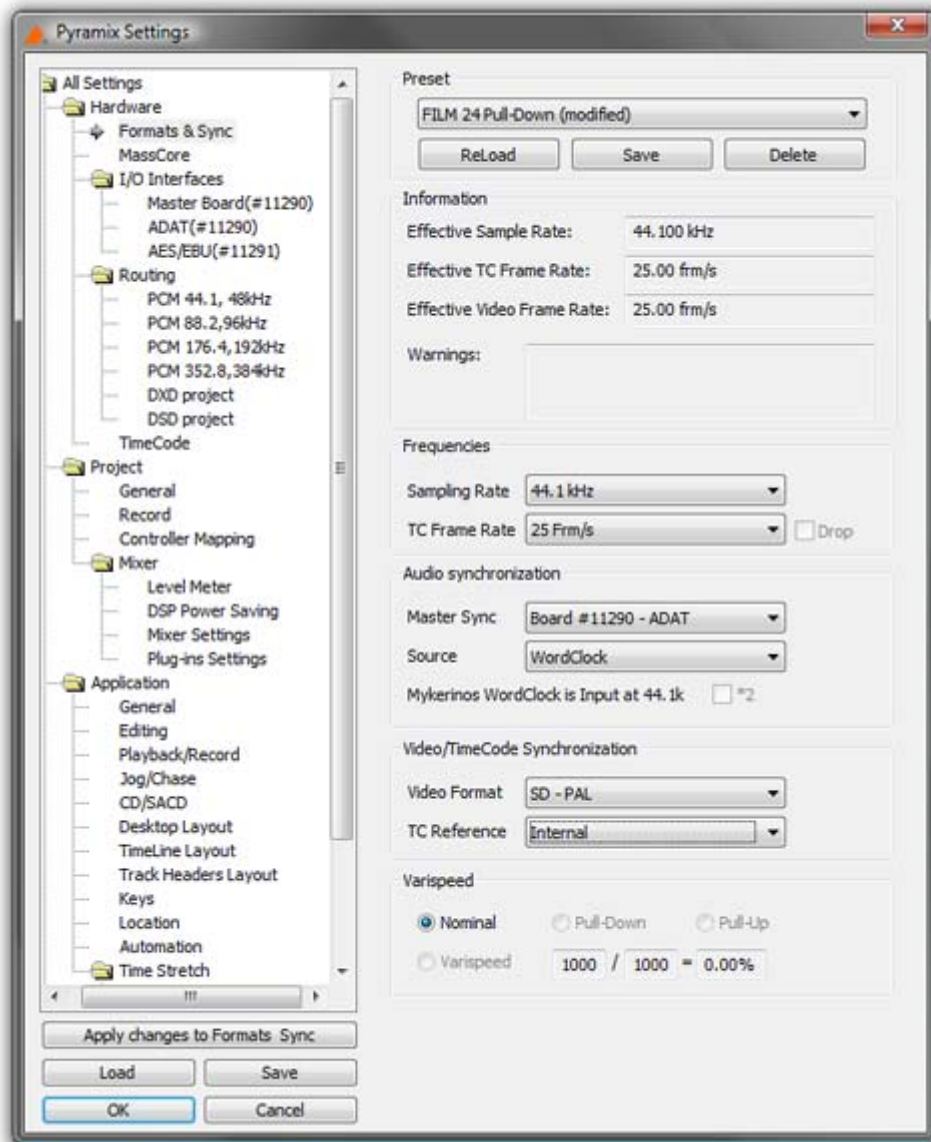 Pyramix Settings
All Settings
Hardware
Formats & Sync
MassCore
I/O Interfaces
Master Board(#11290)
ADAT(#11290)
AES/EBU(#11291)
Routing
PCM 44.1, 48kHz
PCM 88.2,96kHz
PCM 176.4,192kHz
PCM 352.8,384kHz
DXD project
DSD project
TimeCode
Project
General
Record
Controller Mapping
Mixer
Level Meter
DSP Power Saving
Mixer Settings
Plug-ins Settings
Application
General
Editing
Playback/Record
Jog/Chase
CD/SACD
Desktop Layout
TimeLine Layout
Track Headers Layout
Keys
Location
Automation
Time Stretch
Apply changes to Formats Sync
Load Save
OK Cancel
Preset
FILM 24 Pull-Down (modified)
ReLoad Save Delete
Information
Effective Sample Rate: 44.100 kHz
Effective TC Frame Rate: 25.00 frm/s
Effective Video Frame Rate: 25.00 frm/s
Warnings:
Frequencies
Sampling Rate 44.1 kHz
TC Frame Rate 25 Frm/s Drop
Audio synchronization
Master Sync Board #11290 - ADAT
Source WordClock
Mykerinos WordClock is Input at 44.1k *2
Video/TimeCode Synchronization
Video Format SD - PAL
TC Reference Internal
Varispeed
Nominal Pull-Down Pull-Up
Varispeed 1000 / 1000 = 0.00%